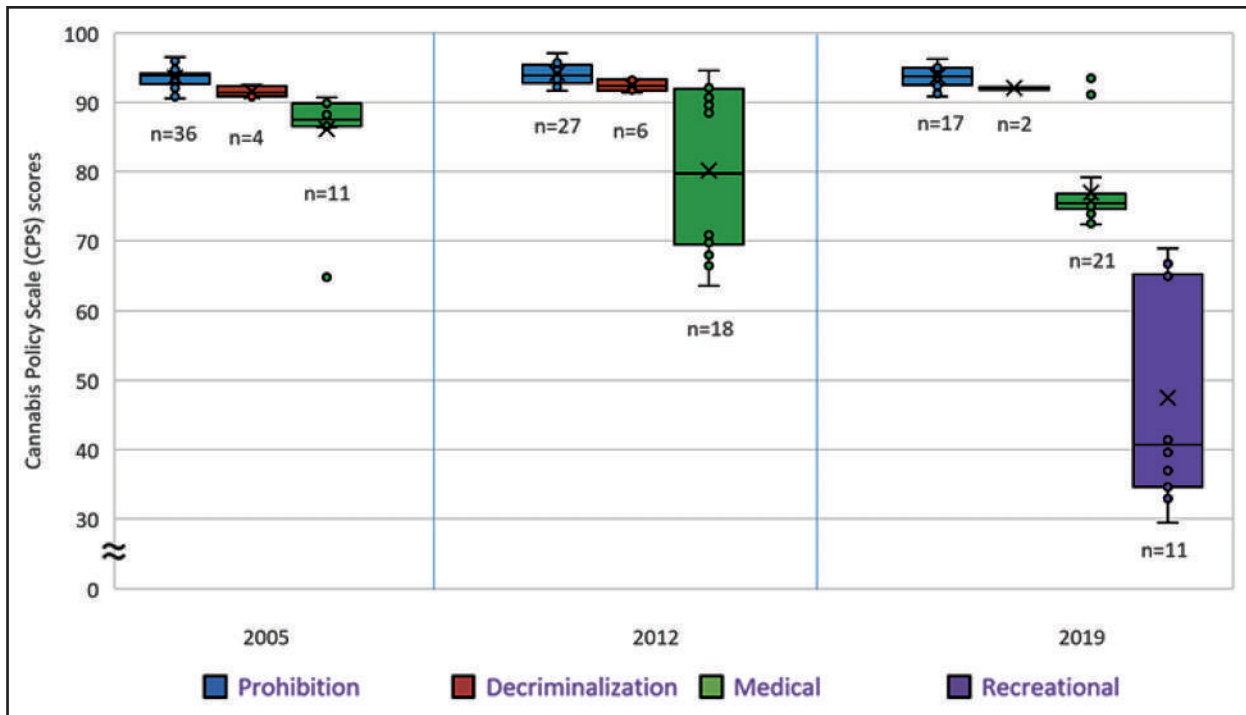 Cannabis Policy Scale (CPS) scores
100
90
80
70
60
50
40
30
0
n=36
n=4
n=11
n=27
n=6
n=18
n=17
n=2
n=21
n=11
2005
2012
2019
Prohibition
Decriminalization
Medical
Recreational